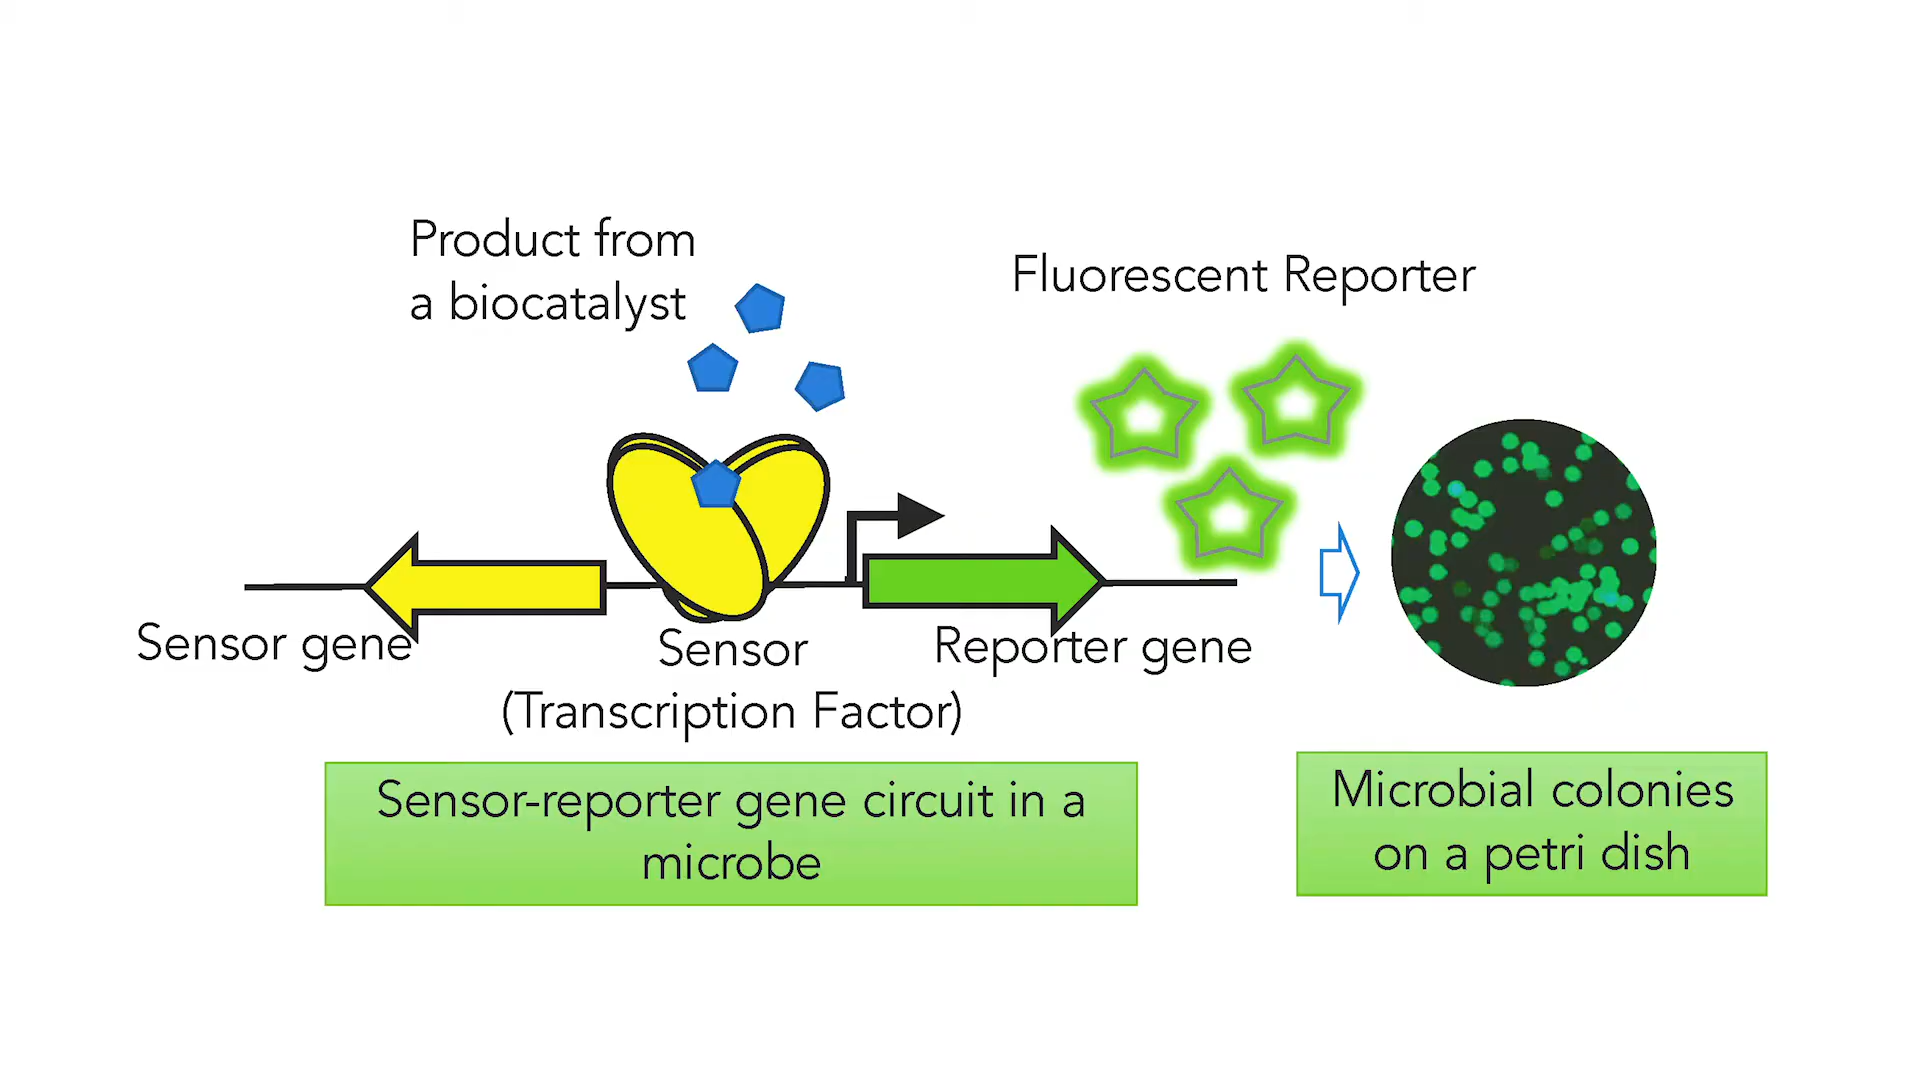 Product from
a biocatalyst
Fluorescent Reporter
Sensor gene
Sensor
(Transcription Factor)
Reporter gene
Sensor-reporter gene circuit in a
microbe
Microbial colonies
on a petri dish